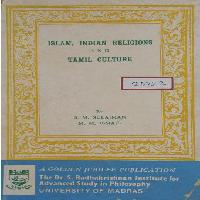 ISLAM, INDIAN RELIGIONS
AND
TAMIL CULTURE
By
A GOLDEN JUBILEE PUBLICATION
The Dr. S. Radhakrishnan Institute for
Advanced Study in Philosophy
UNIVERSITY OF MADRAS